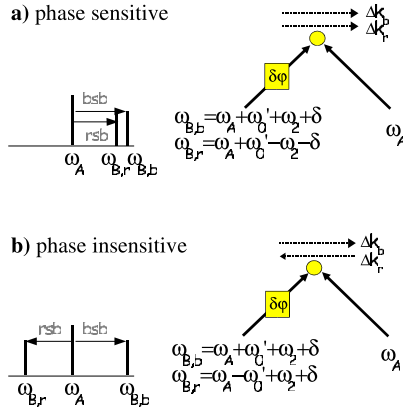 a) phase sensitive
Δk_b
Δk_r
δφ
bsb
rsb
ω_B,b=ω_A+ω_0'+ω_2+δ
ω_B,r=ω_A+ω_0'-ω_2-δ
ω_A
ω_A ω_B,r ω_B,b
b) phase insensitive
Δk_b
Δk_r
δφ
rsb bsb
ω_B,b=ω_A+ω_0'+ω_2+δ
ω_B,r=ω_A-ω_0'+ω_2+δ
ω_A
ω_B,r ω_A ω_B,b